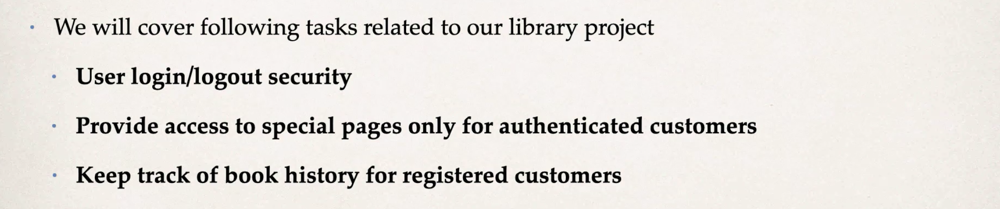 We will cover following tasks related to our library project
User login/logout security
Provide access to special pages only for authenticated customers
Keep track of book history for registered customers